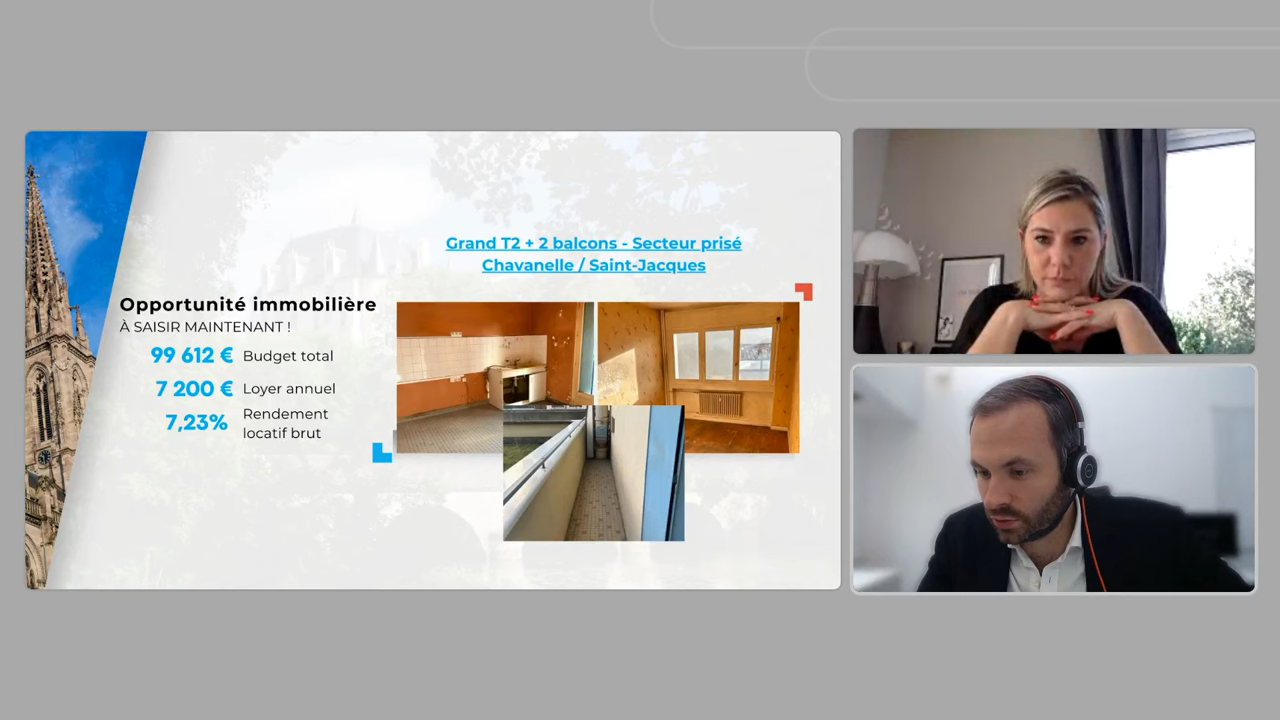 Grand T2 + 2 balcons - Secteur prisé
Chavanelle / Saint-Jacques
Opportunité immobilière
À SAISIR MAINTENANT !
99 612 € Budget total
7 200 € Loyer annuel
7,23% Rendement
locatif brut